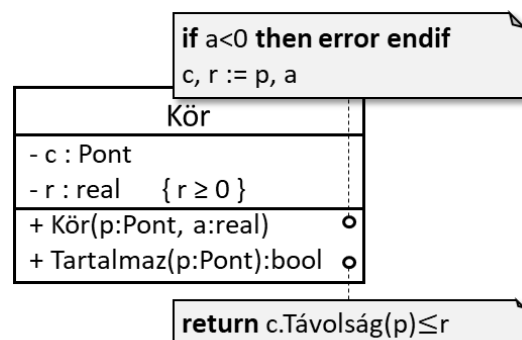 if a<0 then error endif
c, r := p, a
Kör
- c : Pont
- r : real { r ≥ 0 }
+ Kör(p:Pont, a:real)
+ Tartalmaz(p:Pont):bool
return c.Távolság(p)≤r